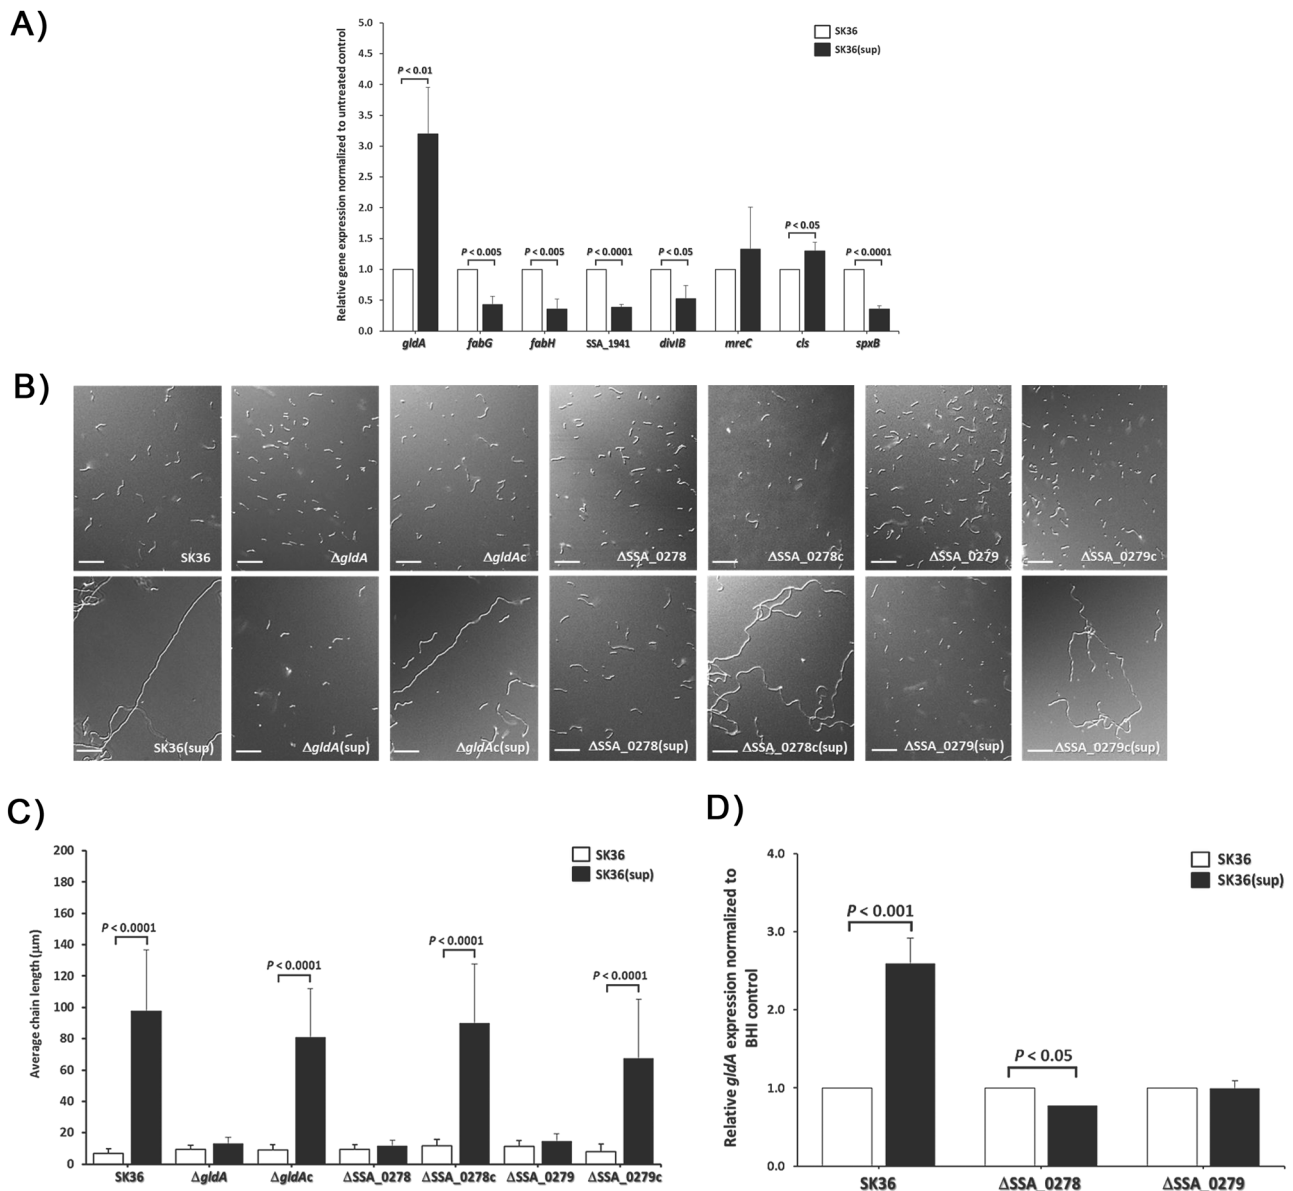 A)
Relative gene expression normalized to untreated control
5.0
4.5
4.0
3.5
3.0
2.5
2.0
1.5
1.0
0.5
0.0
SK36
SK36(sup)
P < 0.01
P < 0.005
P < 0.005
P < 0.0001
P < 0.05
P < 0.05
P < 0.0001
gldA
fabG
fabH
SSA_1941
divIB
mreC
cls
spxB
B)
SK36
ΔgldA
ΔgldAc
ΔSSA_0278
ΔSSA_0278c
ΔSSA_0279
ΔSSA_0279c
SK36(sup)
ΔgldA(sup)
ΔgldAc(sup)
ΔSSA_0278(sup)
ΔSSA_0278c(sup)
ΔSSA_0279(sup)
ΔSSA_0279c(sup)
C)
Average chain length (μm)
200
180
160
140
120
100
80
60
40
20
0
SK36
SK36(sup)
P < 0.0001
P < 0.0001
P < 0.0001
P < 0.0001
SK36
ΔgldA
ΔgldAc
ΔSSA_0278
ΔSSA_0278c
ΔSSA_0279
ΔSSA_0279c
D)
Relative gldA expression normalized to
BHI control
4.0
3.0
2.0
1.0
0.0
SK36
SK36(sup)
P < 0.001
P < 0.05
SK36
ΔSSA_0278
ΔSSA_0279